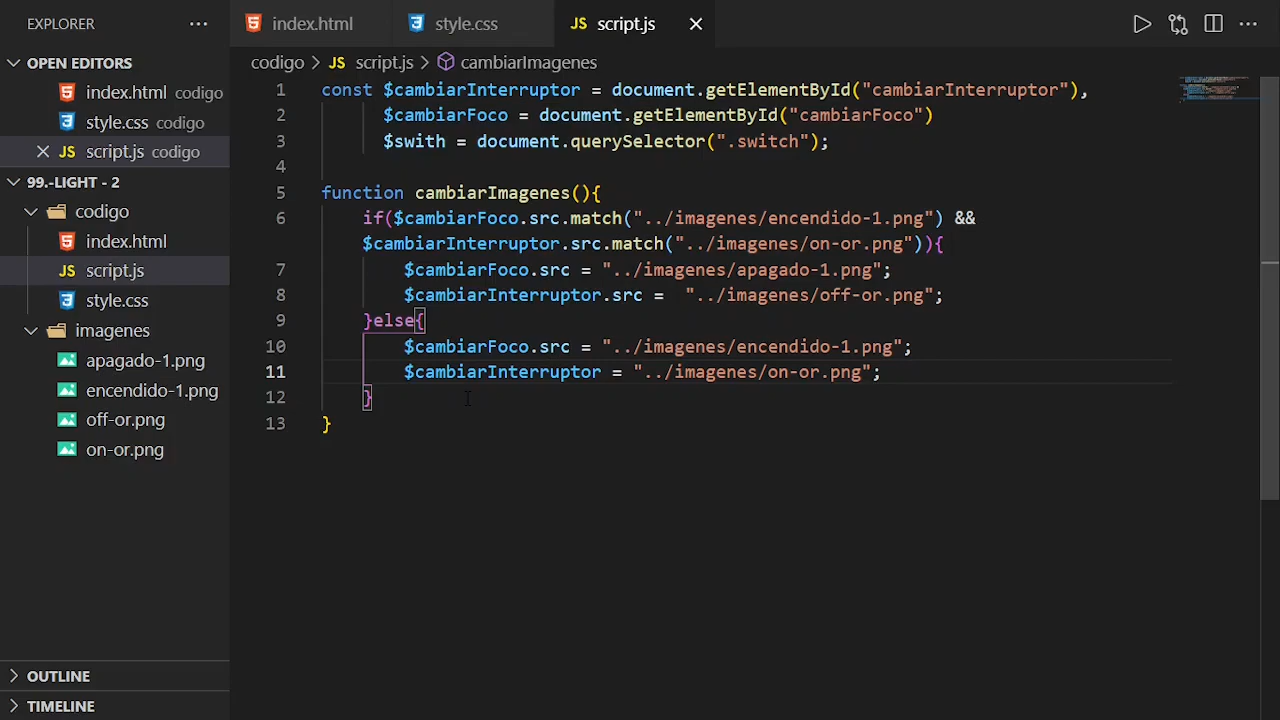 EXPLORER
index.html
style.css
JS script.js
OPEN EDITORS
codigo
JS script.js
cambiarImagenes
index.html codigo
style.css codigo
JS script.js codigo
99.-LIGHT - 2
codigo
index.html
JS script.js
style.css
imagenes
apagado-1.png
encendido-1.png
off-or.png
on-or.png
OUTLINE
TIMELINE
1 const $cambiarInterruptor = document.getElementById("cambiarInterruptor"),
2 $cambiarFoco = document.getElementById("cambiarFoco")
3 $swith = document.querySelector(".switch");
4
5 function cambiarImagenes(){
6 if($cambiarFoco.src.match("../imagenes/encendido-1.png") &&
$cambiarInterruptor.src.match("../imagenes/on-or.png")){
7 $cambiarFoco.src = "../imagenes/apagado-1.png";
8 $cambiarInterruptor.src =  "../imagenes/off-or.png";
9 }else{
10 $cambiarFoco.src = "../imagenes/encendido-1.png";
11 $cambiarInterruptor = "../imagenes/on-or.png";
12 }
13 }